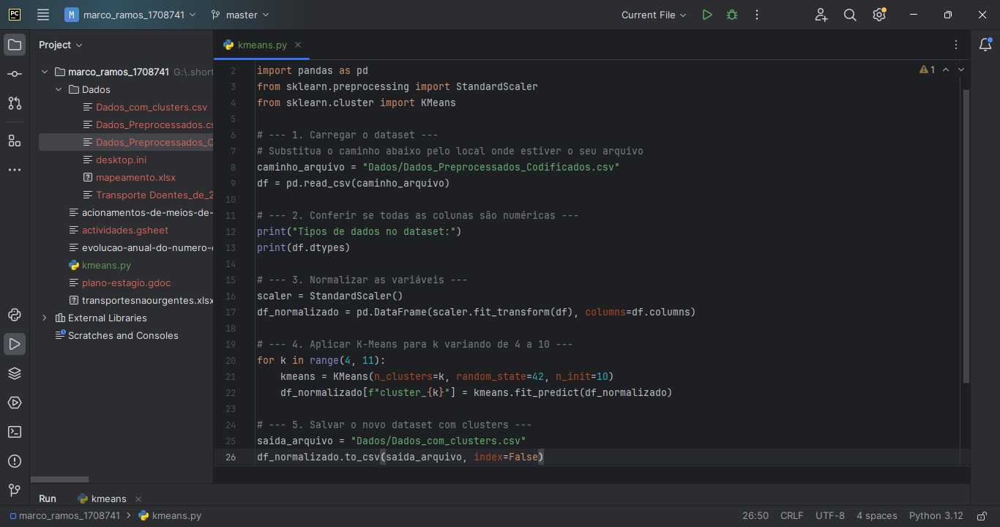 PC
M marco_ramos_1708741
master
Current File
Project
kmeans.py
marco_ramos_1708741 G:\.short
Dados
Dados_com_clusters.csv
Dados_Preprocessados.cs
Dados_Preprocessados_C
desktop.ini
mapeamento.xlsx
Transporte Doentes_de_2
acionamentos-de-meios-de-
actividades.gsheet
evolucao-anual-do-numero-
kmeans.py
plano-estagio.gdoc
transportesnaourgentes.xlsx
External Libraries
Scratches and Consoles
1
2 import pandas as pd
3 from sklearn.preprocessing import StandardScaler
4 from sklearn.cluster import KMeans
5
6 # --- 1. Carregar o dataset ---
7 # Substitua o caminho abaixo pelo local onde estiver o seu arquivo
8 caminho_arquivo = "Dados/Dados_Preprocessados_Codificados.csv"
9 df = pd.read_csv(caminho_arquivo)
10
11 # --- 2. Conferir se todas as colunas são numéricas ---
12 print("Tipos de dados no dataset:")
13 print(df.dtypes)
14
15 # --- 3. Normalizar as variáveis ---
16 scaler = StandardScaler()
17 df_normalizado = pd.DataFrame(scaler.fit_transform(df), columns=df.columns)
18
19 # --- 4. Aplicar K-Means para k variando de 4 a 10 ---
20 for k in range(4, 11):
21 kmeans = KMeans(n_clusters=k, random_state=42, n_init=10)
22 df_normalizado[f"cluster_{k}"] = kmeans.fit_predict(df_normalizado)
23
24 # --- 5. Salvar o novo dataset com clusters ---
25 saida_arquivo = "Dados/Dados_com_clusters.csv"
26 df_normalizado.to_csv(saida_arquivo, index=False)
Run
kmeans
marco_ramos_1708741 kmeans.py
26:50 CRLF UTF-8 4 spaces Python 3.12